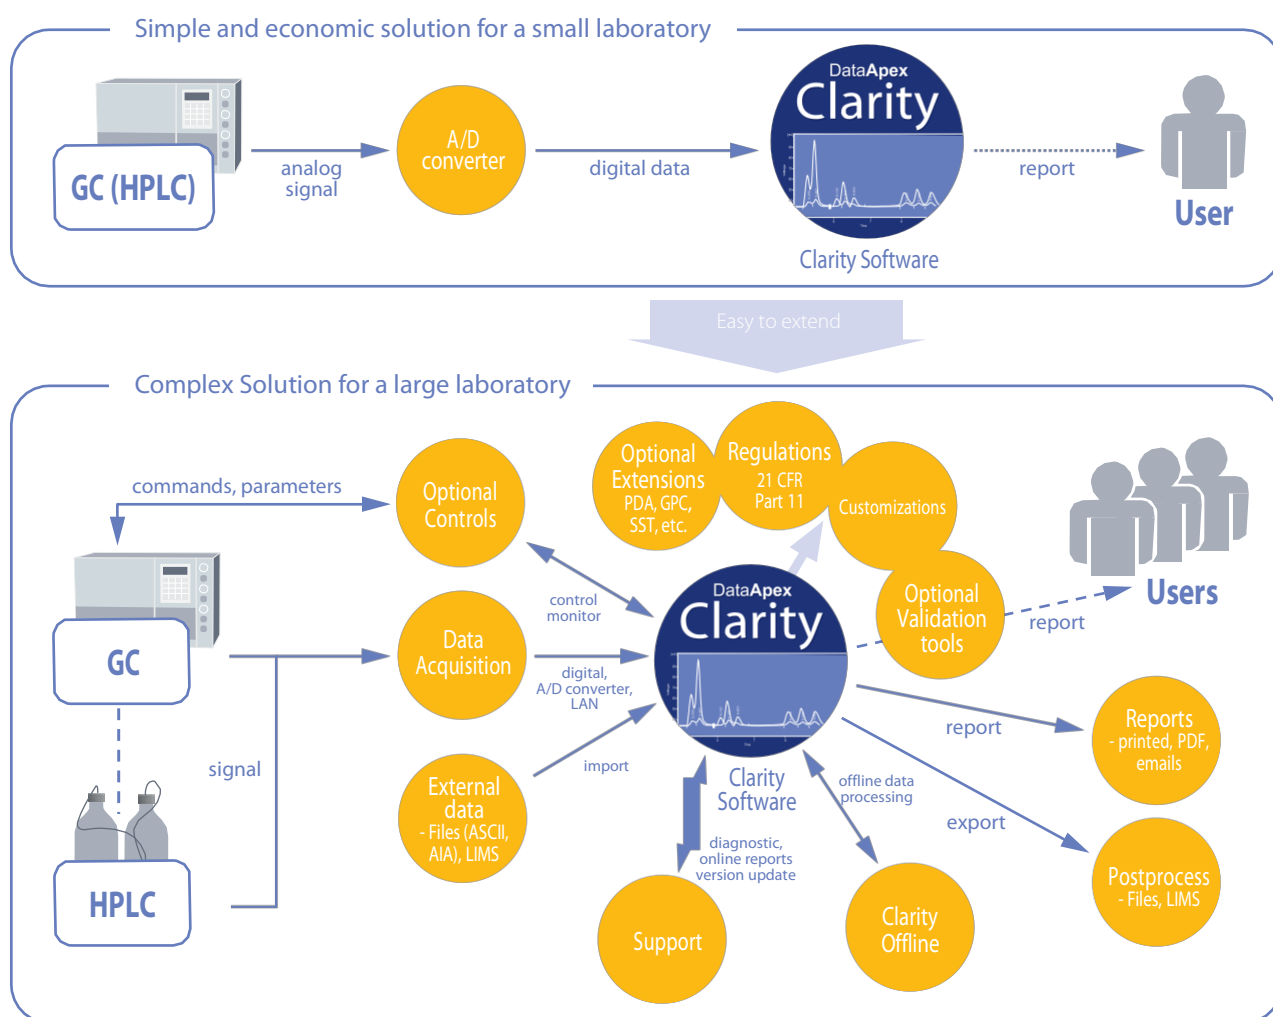 Simple and economic solution for a small laboratory
GC (HPLC)
analog
signal
A/D
converter
digital data
DataApex
Clarity
Clarity Software
report
User
Easy to extend
Complex Solution for a large laboratory
commands, parameters
Optional
Controls
Optional
Extensions
PDA, GPC,
SST, etc.
Regulations
21 CFR
Part 11
Customizations
Optional
Validation
tools
Users
report
GC
control
monitor
Data
Acquisition
digital,
A/D converter,
LAN
DataApex
Clarity
Clarity
Software
signal
import
External
data
- Files (ASCII,
AIA), LIMS
HPLC
diagnostic,
online reports
version update
Support
offline data
processing
Clarity
Offline
report
Reports
- printed, PDF,
emails
export
Postprocess
- Files, LIMS